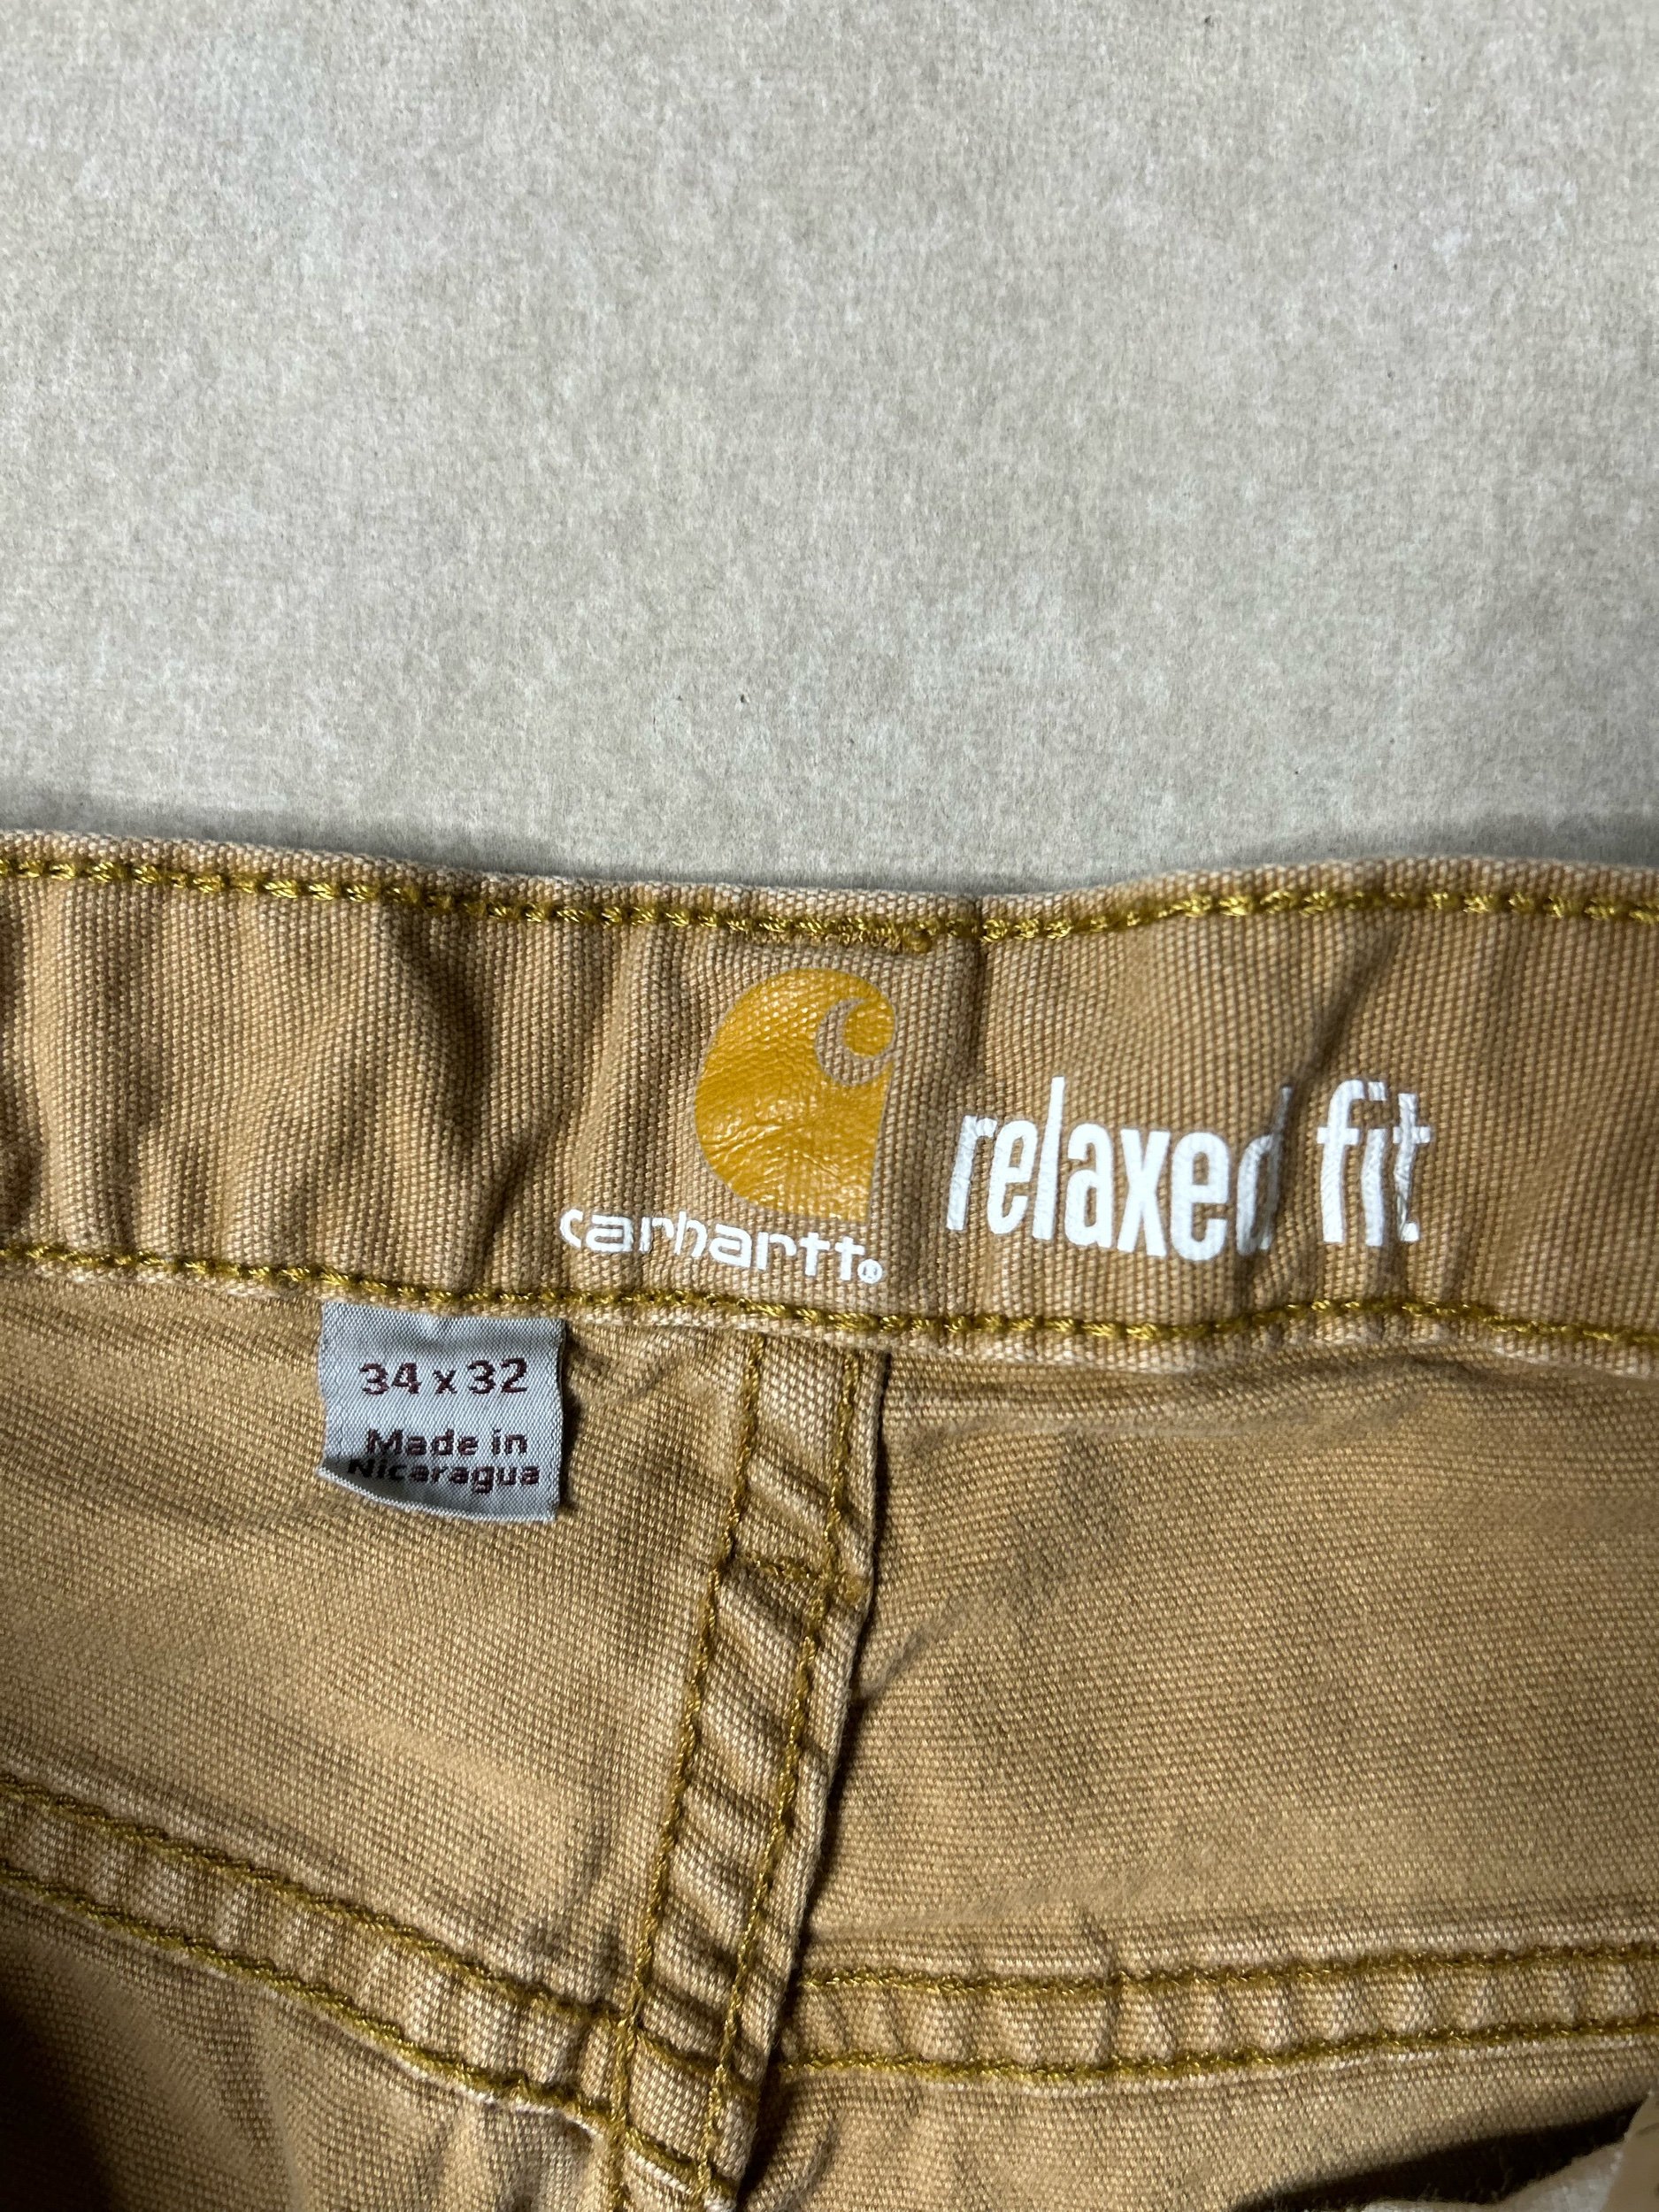 relaxed fit
carhartt®
34 x 32
Made in
Nicaragua